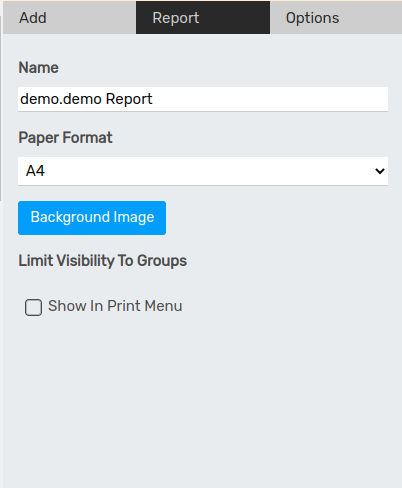 Add Report Options
Name
demo.demo Report
Paper Format
A4
Background Image
Limit Visibility To Groups
Show In Print Menu